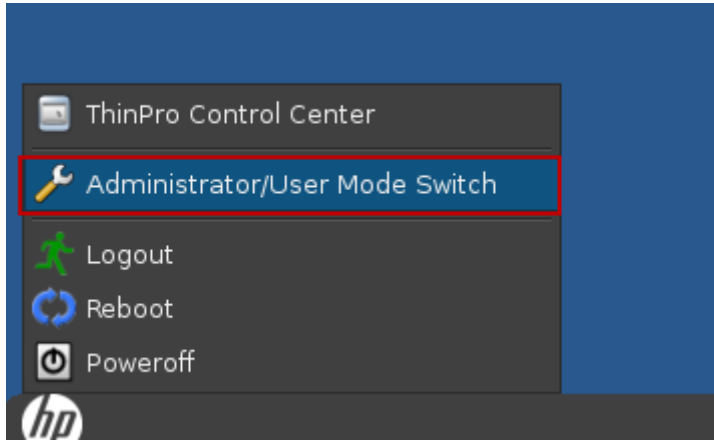 ThinPro Control Center
Administrator/User Mode Switch
Logout
Reboot
Poweroff
hp